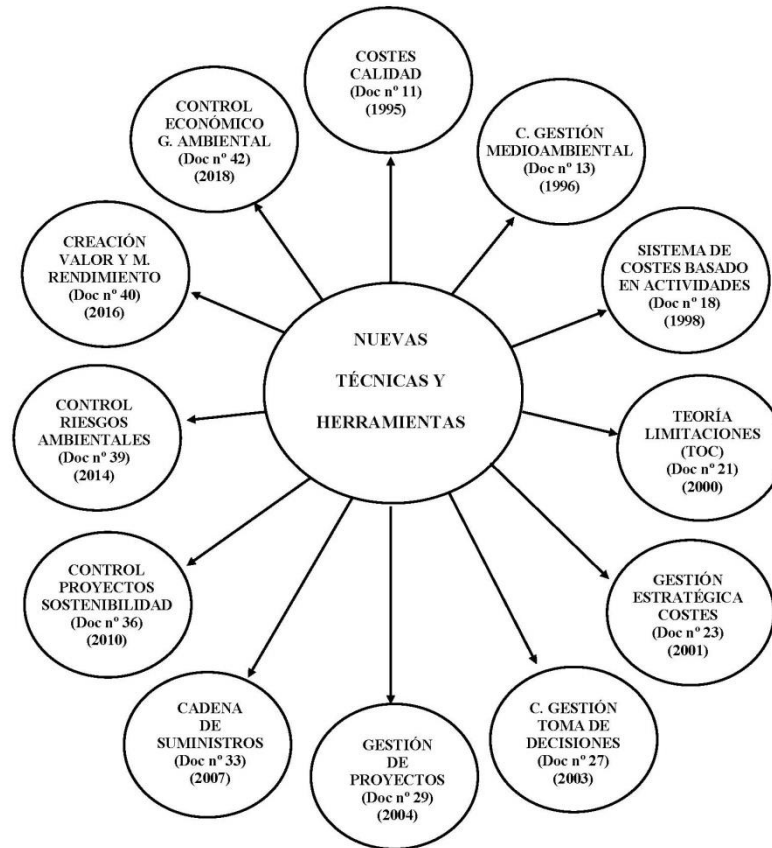 NUEVAS
TÉCNICAS Y
HERRAMIENTAS
COSTES
CALIDAD
(Doc nº 11)
(1995)
C. GESTIÓN
MEDIOAMBIENTAL
(Doc nº 13)
(1996)
SISTEMA DE
COSTES BASADO
EN ACTIVIDADES
(Doc nº 18)
(1998)
TEORÍA
LIMITACIONES
(TOC)
(Doc nº 21)
(2000)
GESTIÓN
ESTRATÉGICA
COSTES
(Doc nº 23)
(2001)
C. GESTIÓN
TOMA DE
DECISIONES
(Doc nº 27)
(2003)
GESTIÓN
DE
PROYECTOS
(Doc nº 29)
(2004)
CADENA
DE
SUMINISTROS
(Doc nº 33)
(2007)
CONTROL
PROYECTOS
SOSTENIBILIDAD
(Doc nº 36)
(2010)
CONTROL
RIESGOS
AMBIENTALES
(Doc nº 39)
(2014)
CREACIÓN
VALOR Y M.
RENDIMIENTO
(Doc nº 40)
(2016)
CONTROL
ECONÓMICO
G. AMBIENTAL
(Doc nº 42)
(2018)